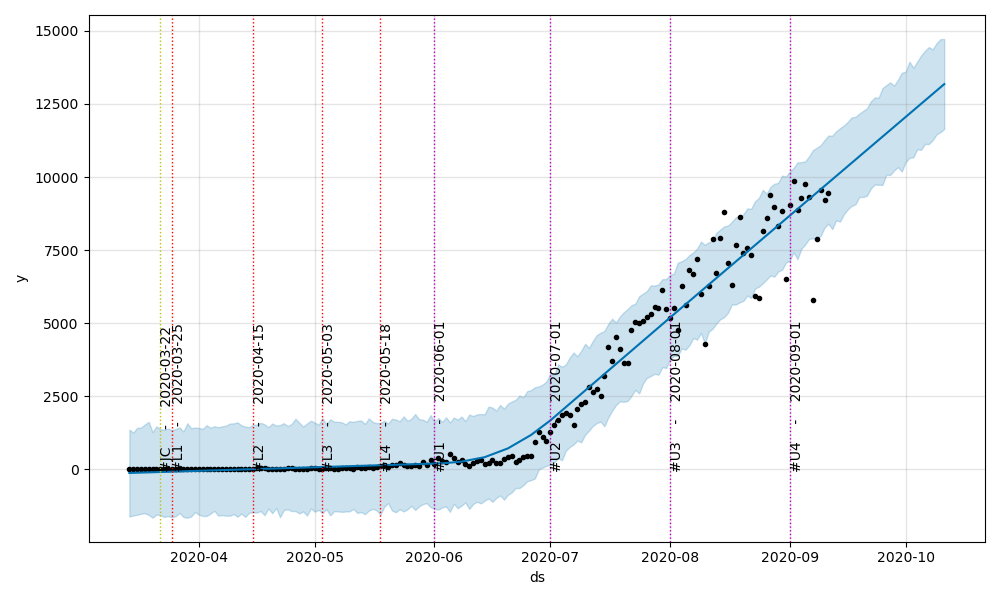 15000
12500
10000
7500
5000
2500
0
y
#JC - 2020-03-22
#L1 - 2020-03-25
#L2 - 2020-04-15
#L3 - 2020-05-03
#L4 - 2020-05-18
#U1 - 2020-06-01
#U2 - 2020-07-01
#U3 - 2020-08-01
#U4 - 2020-09-01
2020-04 2020-05 2020-06 2020-07 2020-08 2020-09 2020-10
ds